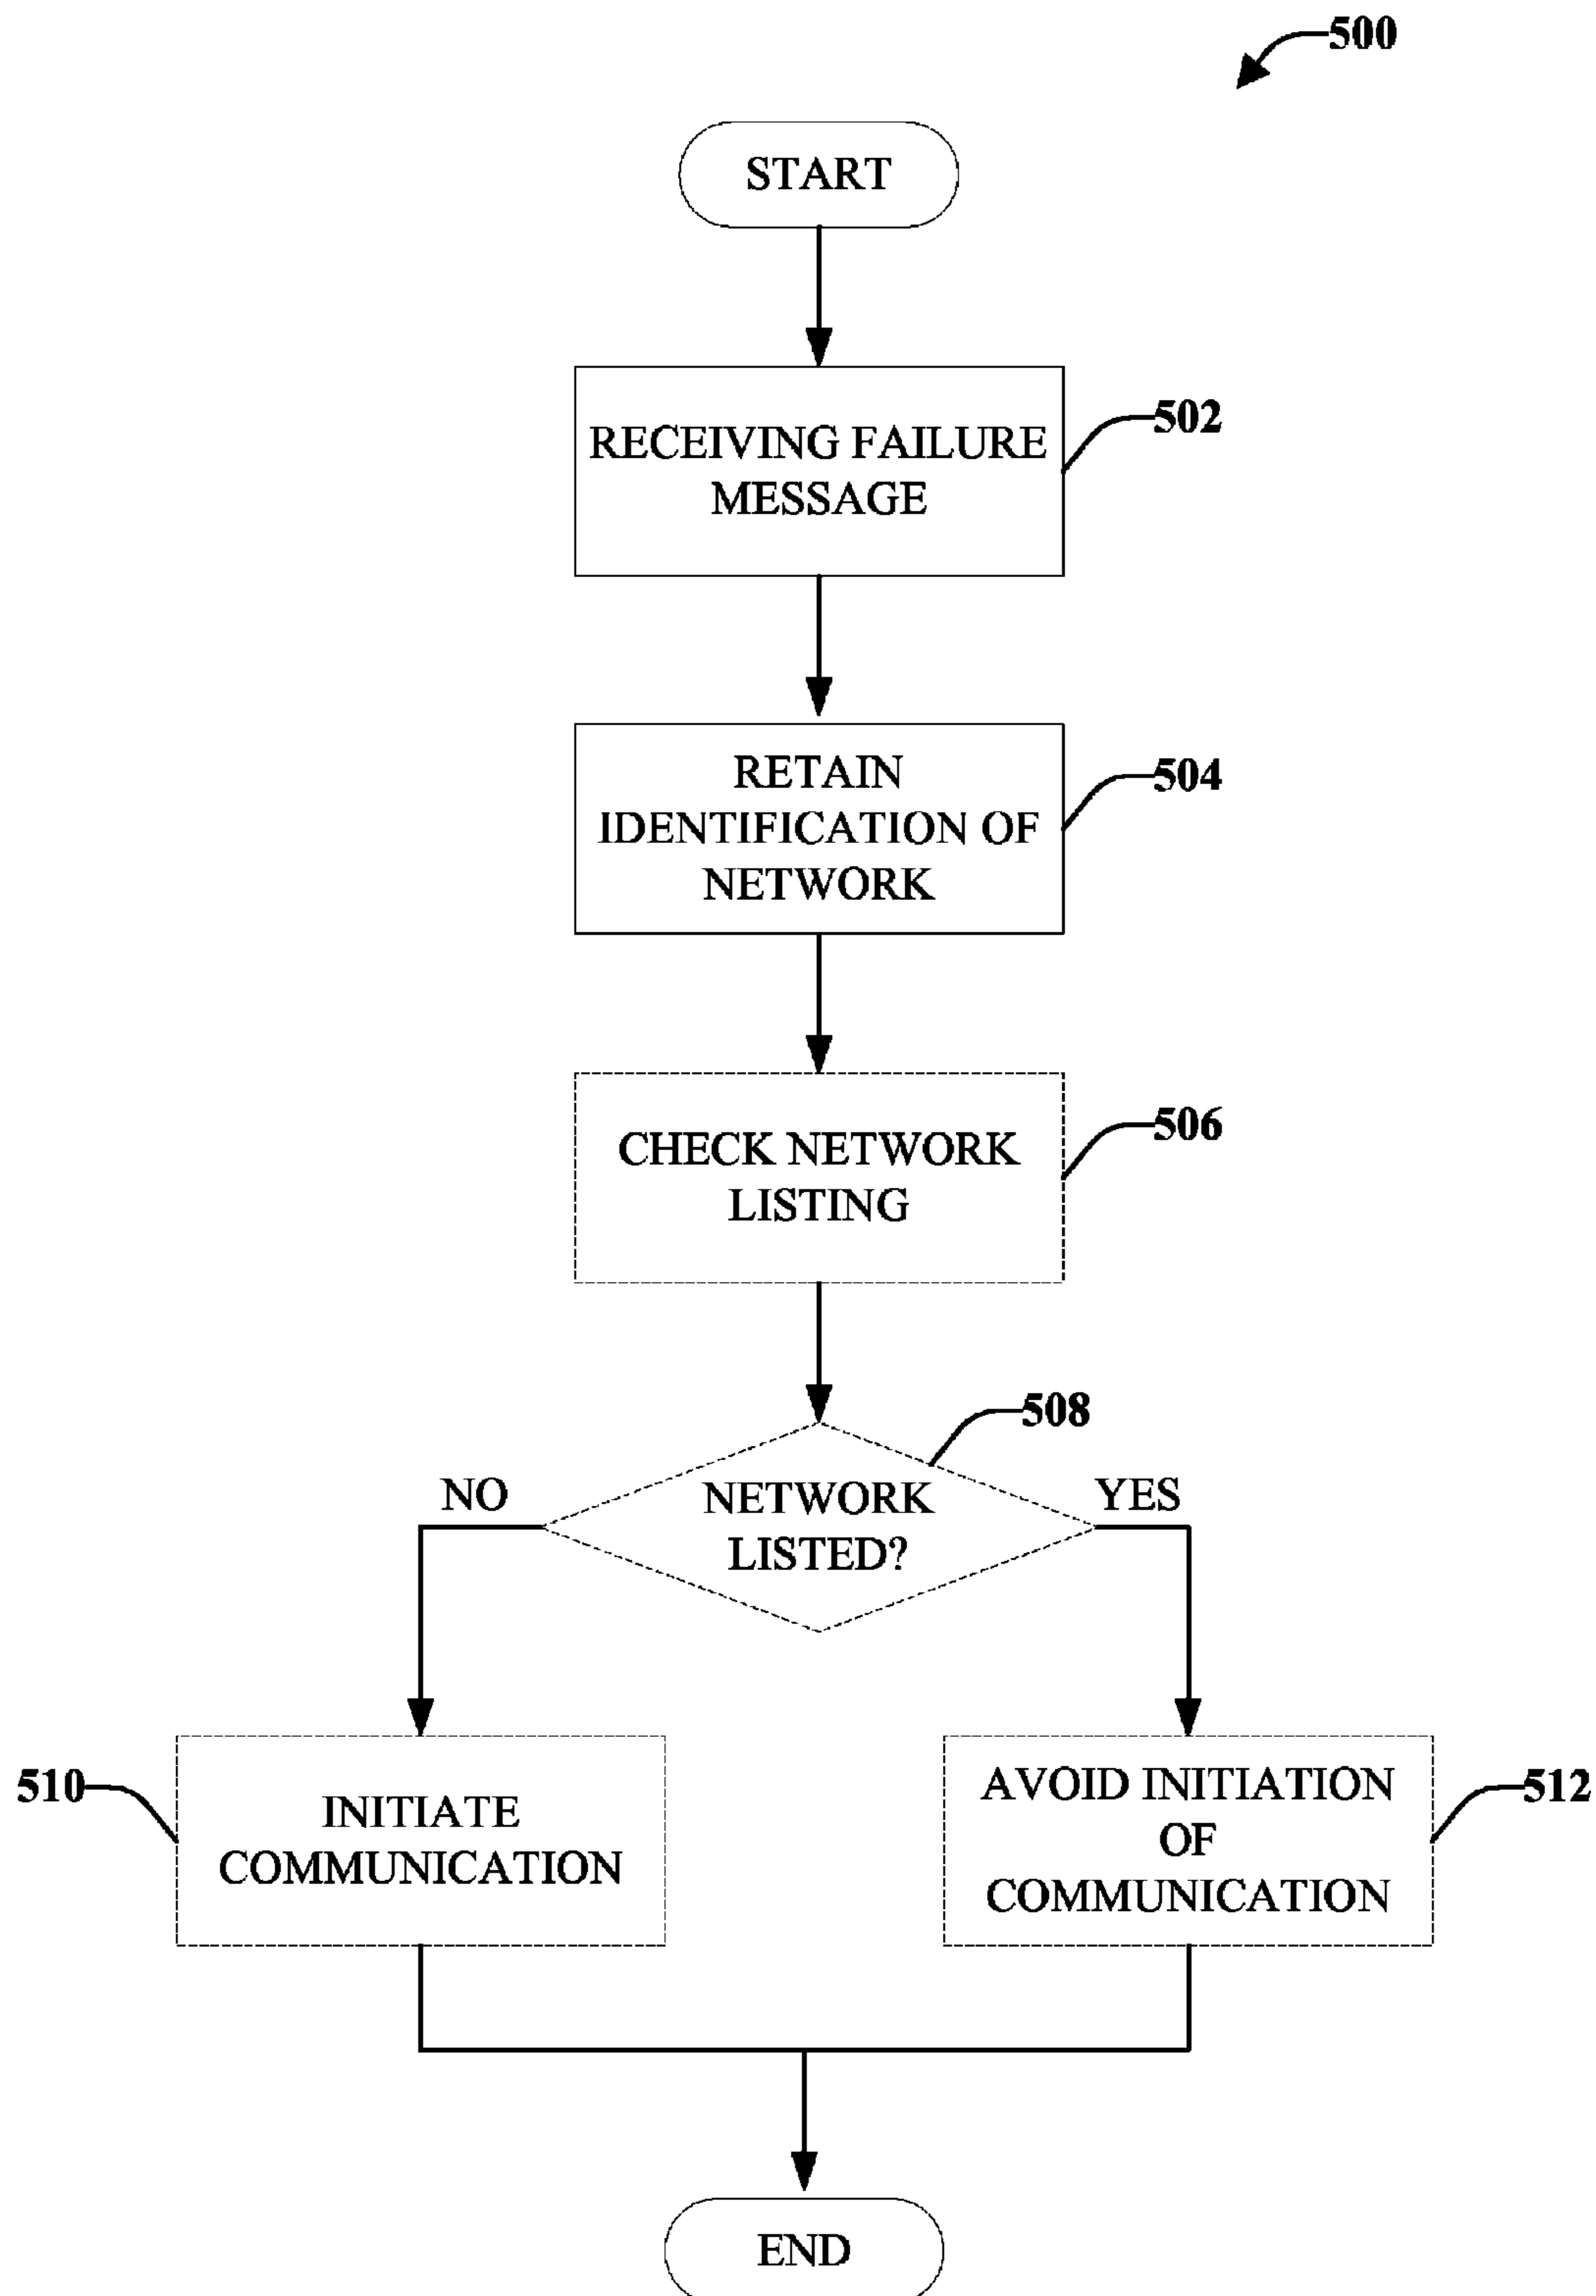 500
START
RECEIVING FAILURE
MESSAGE
502
RETAIN
IDENTIFICATION OF
NETWORK
504
CHECK NETWORK
LISTING
506
508
NO
NETWORK
LISTED?
YES
510
INITIATE
COMMUNICATION
AVOID INITIATION
OF
COMMUNICATION
512
END